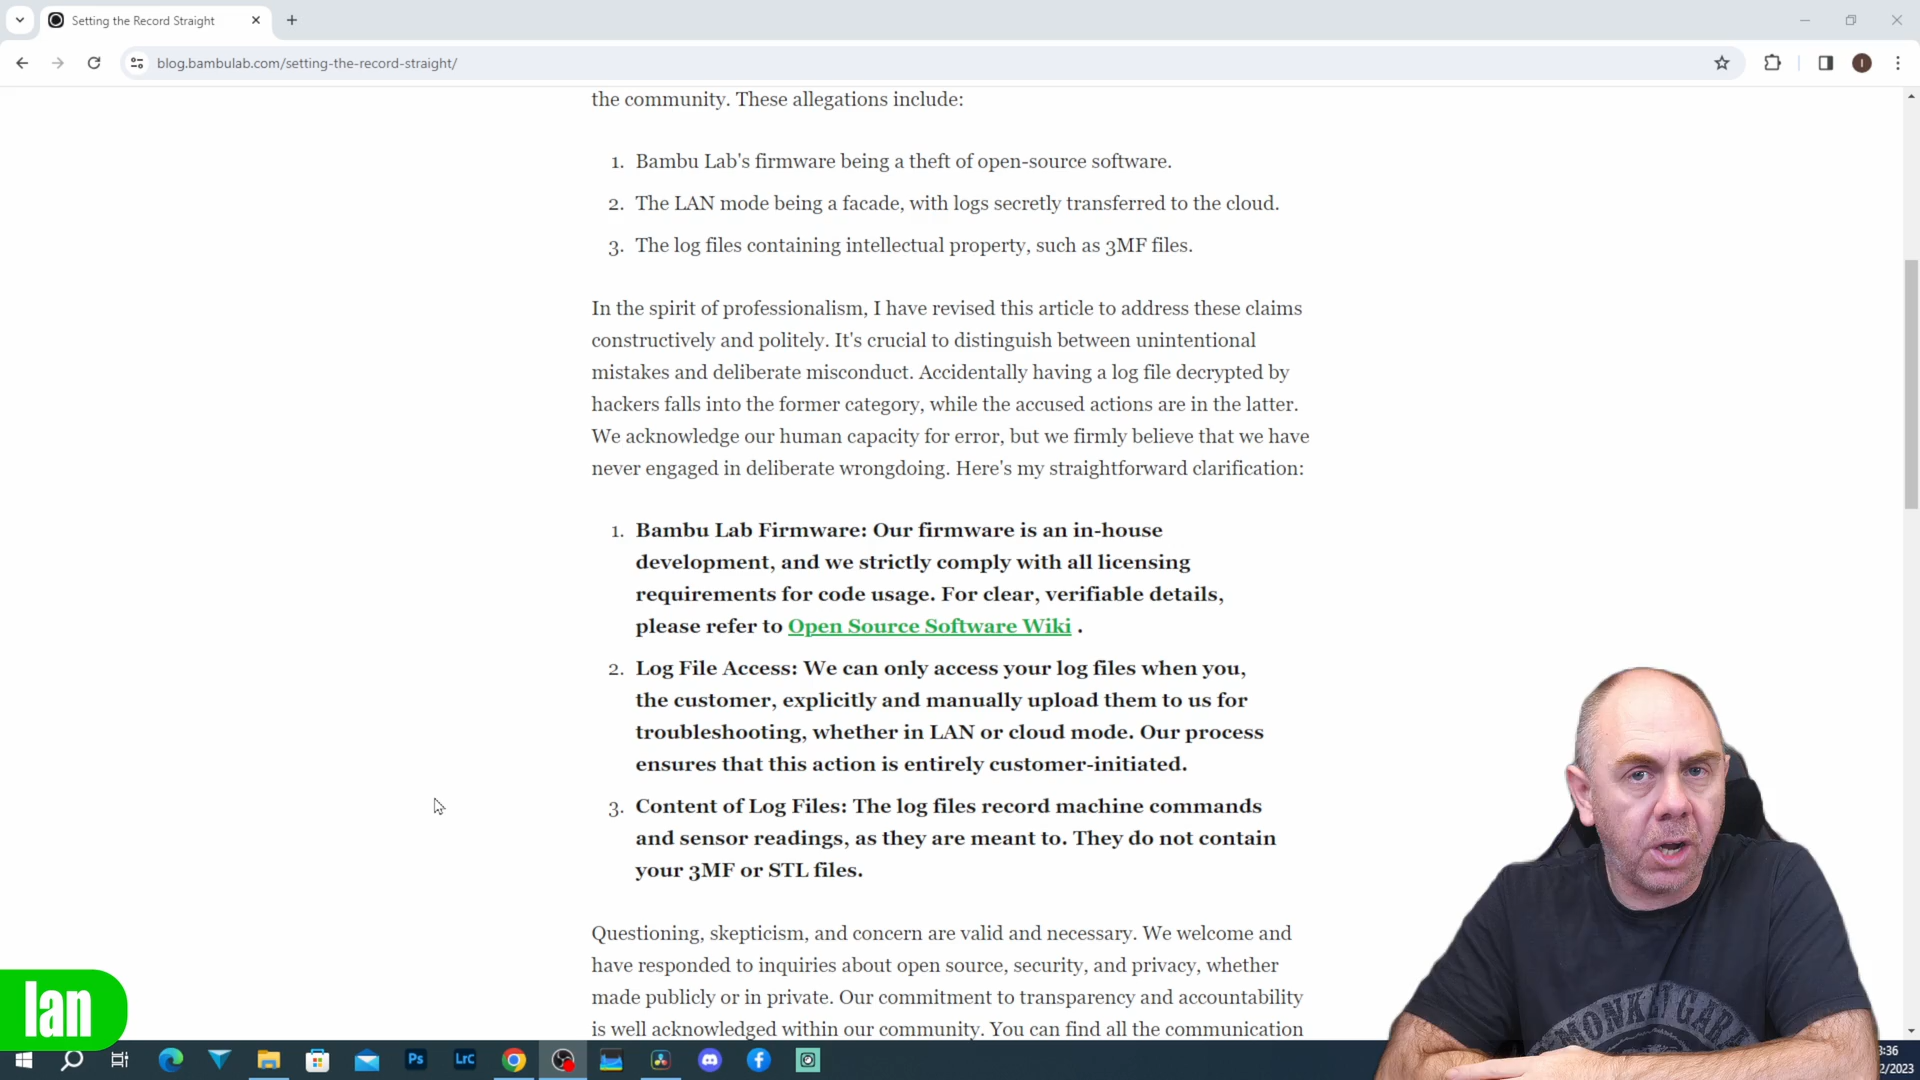 Setting the Record Straight
blog.bambulab.com/setting-the-record-straight/
I
the community. These allegations include:
1. Bambu Lab's firmware being a theft of open-source software.
2. The LAN mode being a facade, with logs secretly transferred to the cloud.
3. The log files containing intellectual property, such as 3MF files.
In the spirit of professionalism, I have revised this article to address these claims
constructively and politely. It's crucial to distinguish between unintentional
mistakes and deliberate misconduct. Accidentally having a log file decrypted by
hackers falls into the former category, while the accused actions are in the latter.
We acknowledge our human capacity for error, but we firmly believe that we have
never engaged in deliberate wrongdoing. Here's my straightforward clarification:
1. Bambu Lab Firmware: Our firmware is an in-house
development, and we strictly comply with all licensing
requirements for code usage. For clear, verifiable details,
please refer to Open Source Software Wiki .
2. Log File Access: We can only access your log files when you,
the customer, explicitly and manually upload them to us for
troubleshooting, whether in LAN or cloud mode. Our process
ensures that this action is entirely customer-initiated.
3. Content of Log Files: The log files record machine commands
and sensor readings, as they are meant to. They do not contain
your 3MF or STL files.
Questioning, skepticism, and concern are valid and necessary. We welcome and
have responded to inquiries about open source, security, and privacy, whether
made publicly or in private. Our commitment to transparency and accountability
is well acknowledged within our community. You can find all the communication
Ian
Ps
LrC
3:36
2/2023